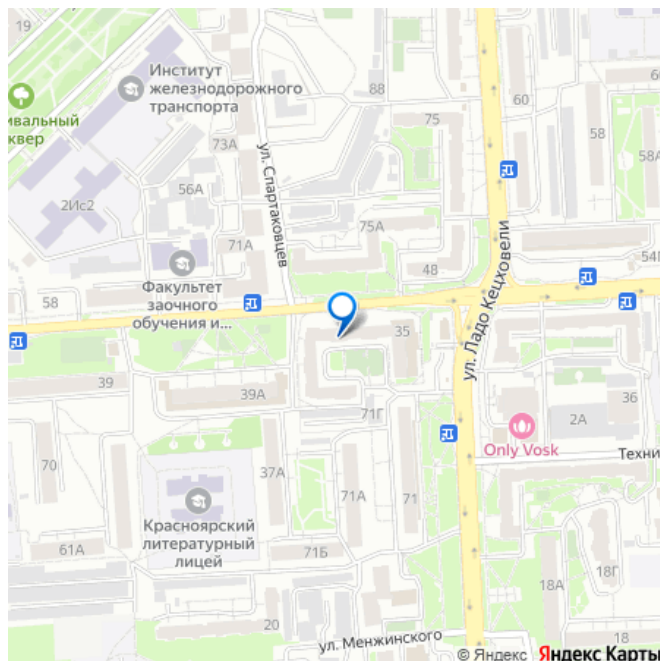 19
Институт
железнодорожного
транспорта
ивальный
квер
88
60
75
58
58А
73А
ул. Спартаковцев
56А
2Ис2
75А
71А
48
54Г
Факультет
заочного
обучения и...
58
ул. Ладо Кецховели
35
39
39А
36
71Г
2А
Only Vosk
Техни
70
37А
71А
71
Красноярский
литературный
лицей
71Б
61А
18А
18Г
20
ул. Менжинского
18
© Яндекс Яндекс Карты